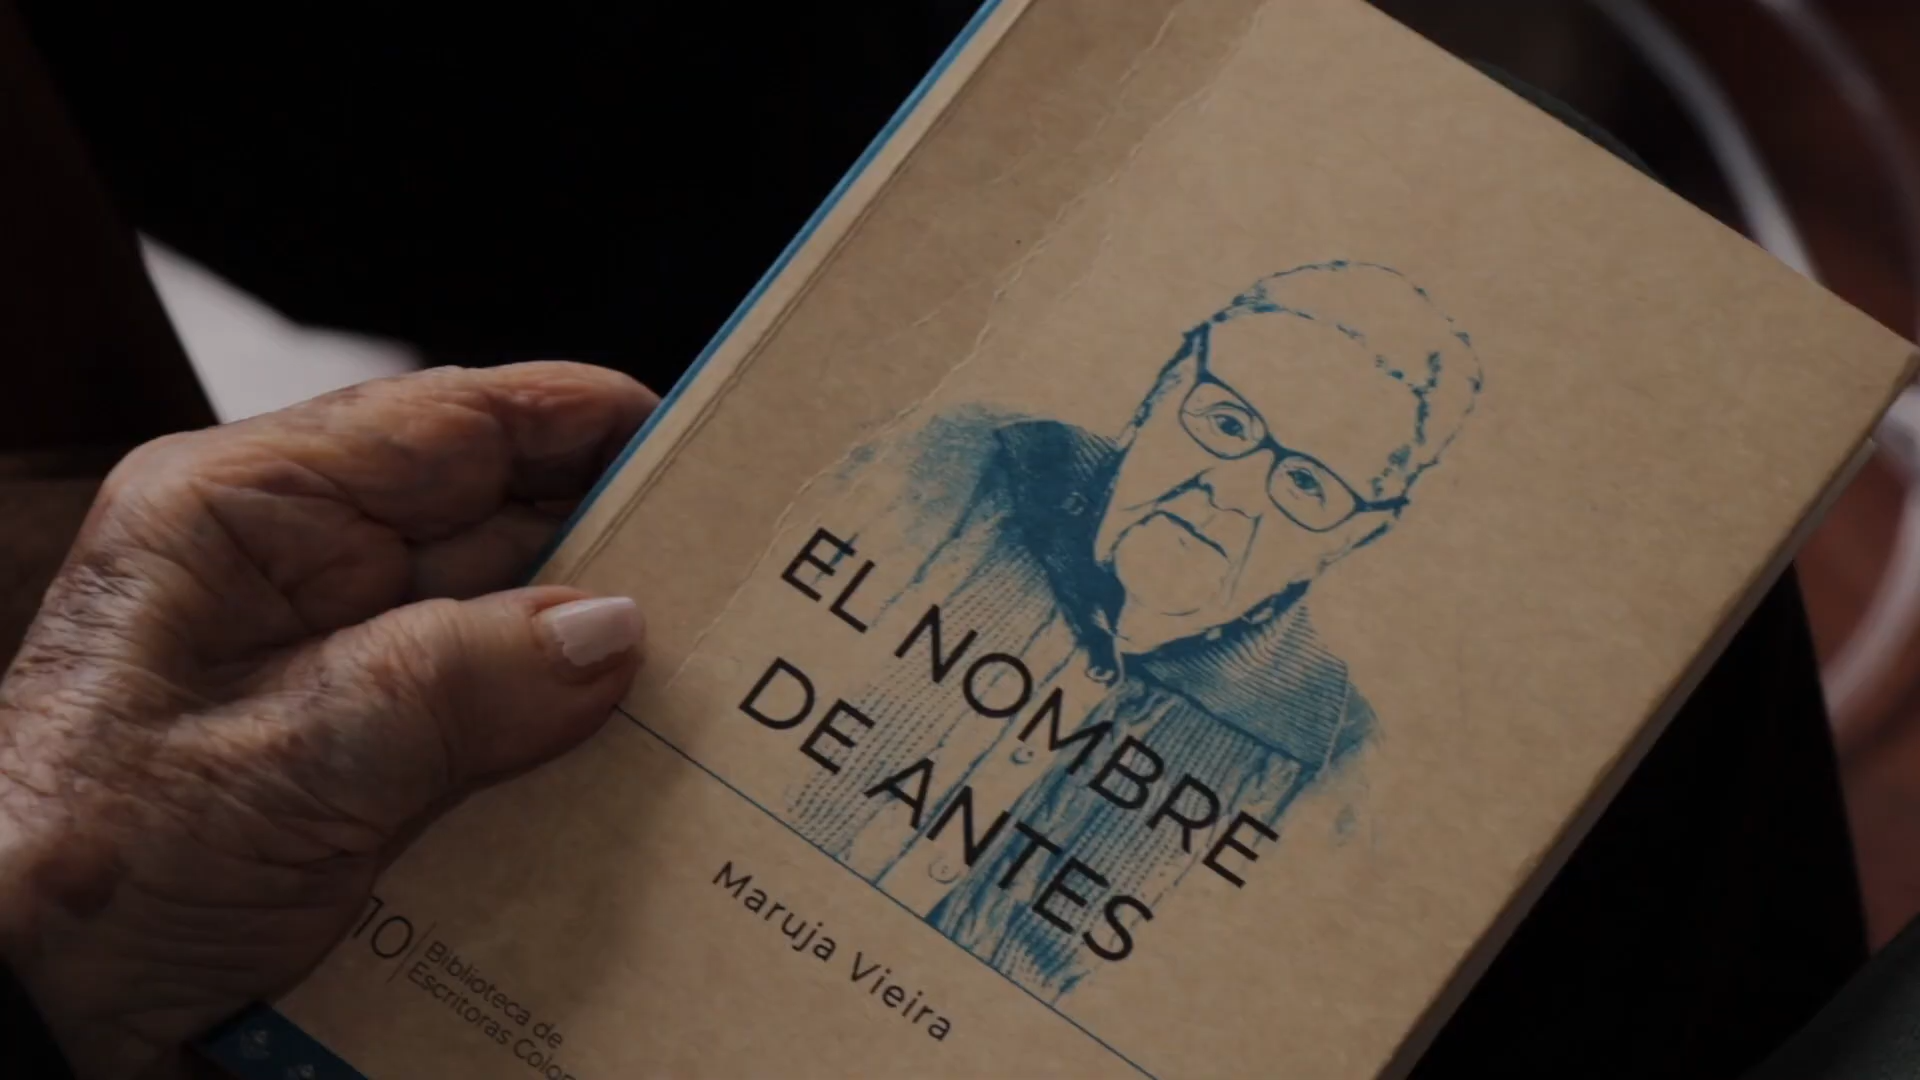 EL NOMBRE
DE ANTES
Maruja Vieira
10
Biblioteca de
Escritoras